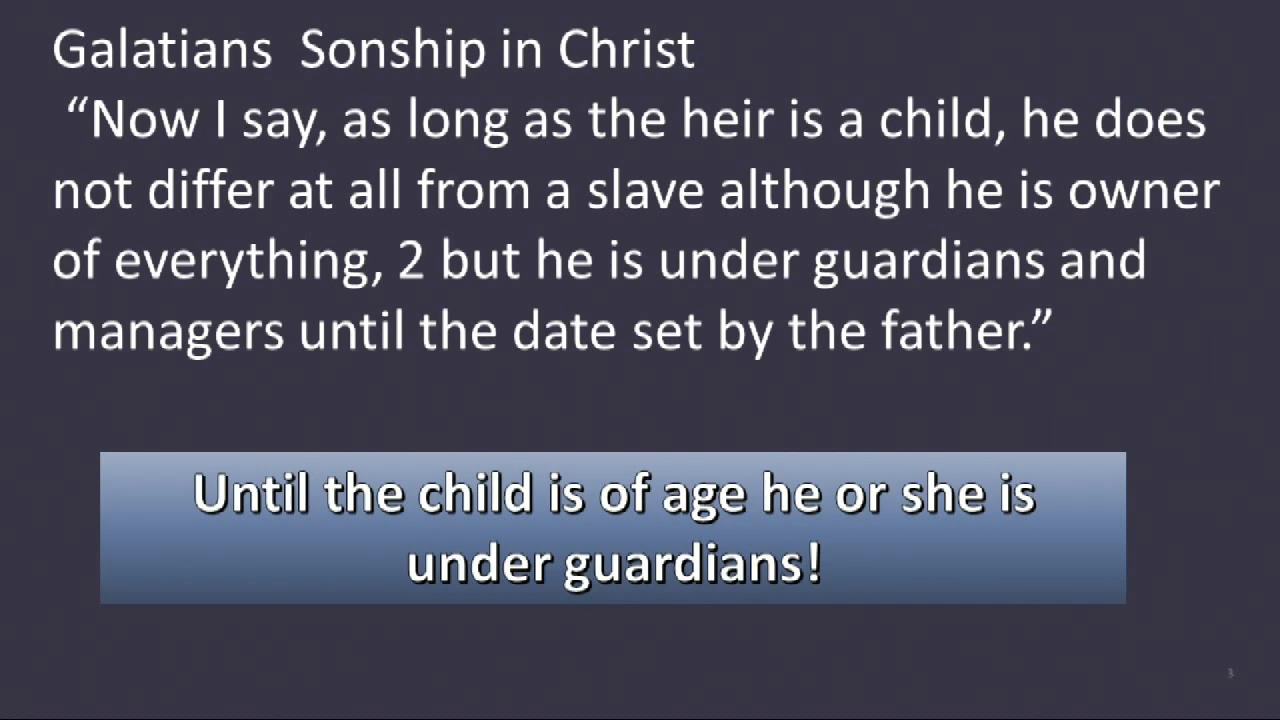 Galatians  Sonship in Christ
“Now I say, as long as the heir is a child, he does
not differ at all from a slave although he is owner
of everything, 2 but he is under guardians and
managers until the date set by the father.”
Until the child is of age he or she is
under guardians!
3